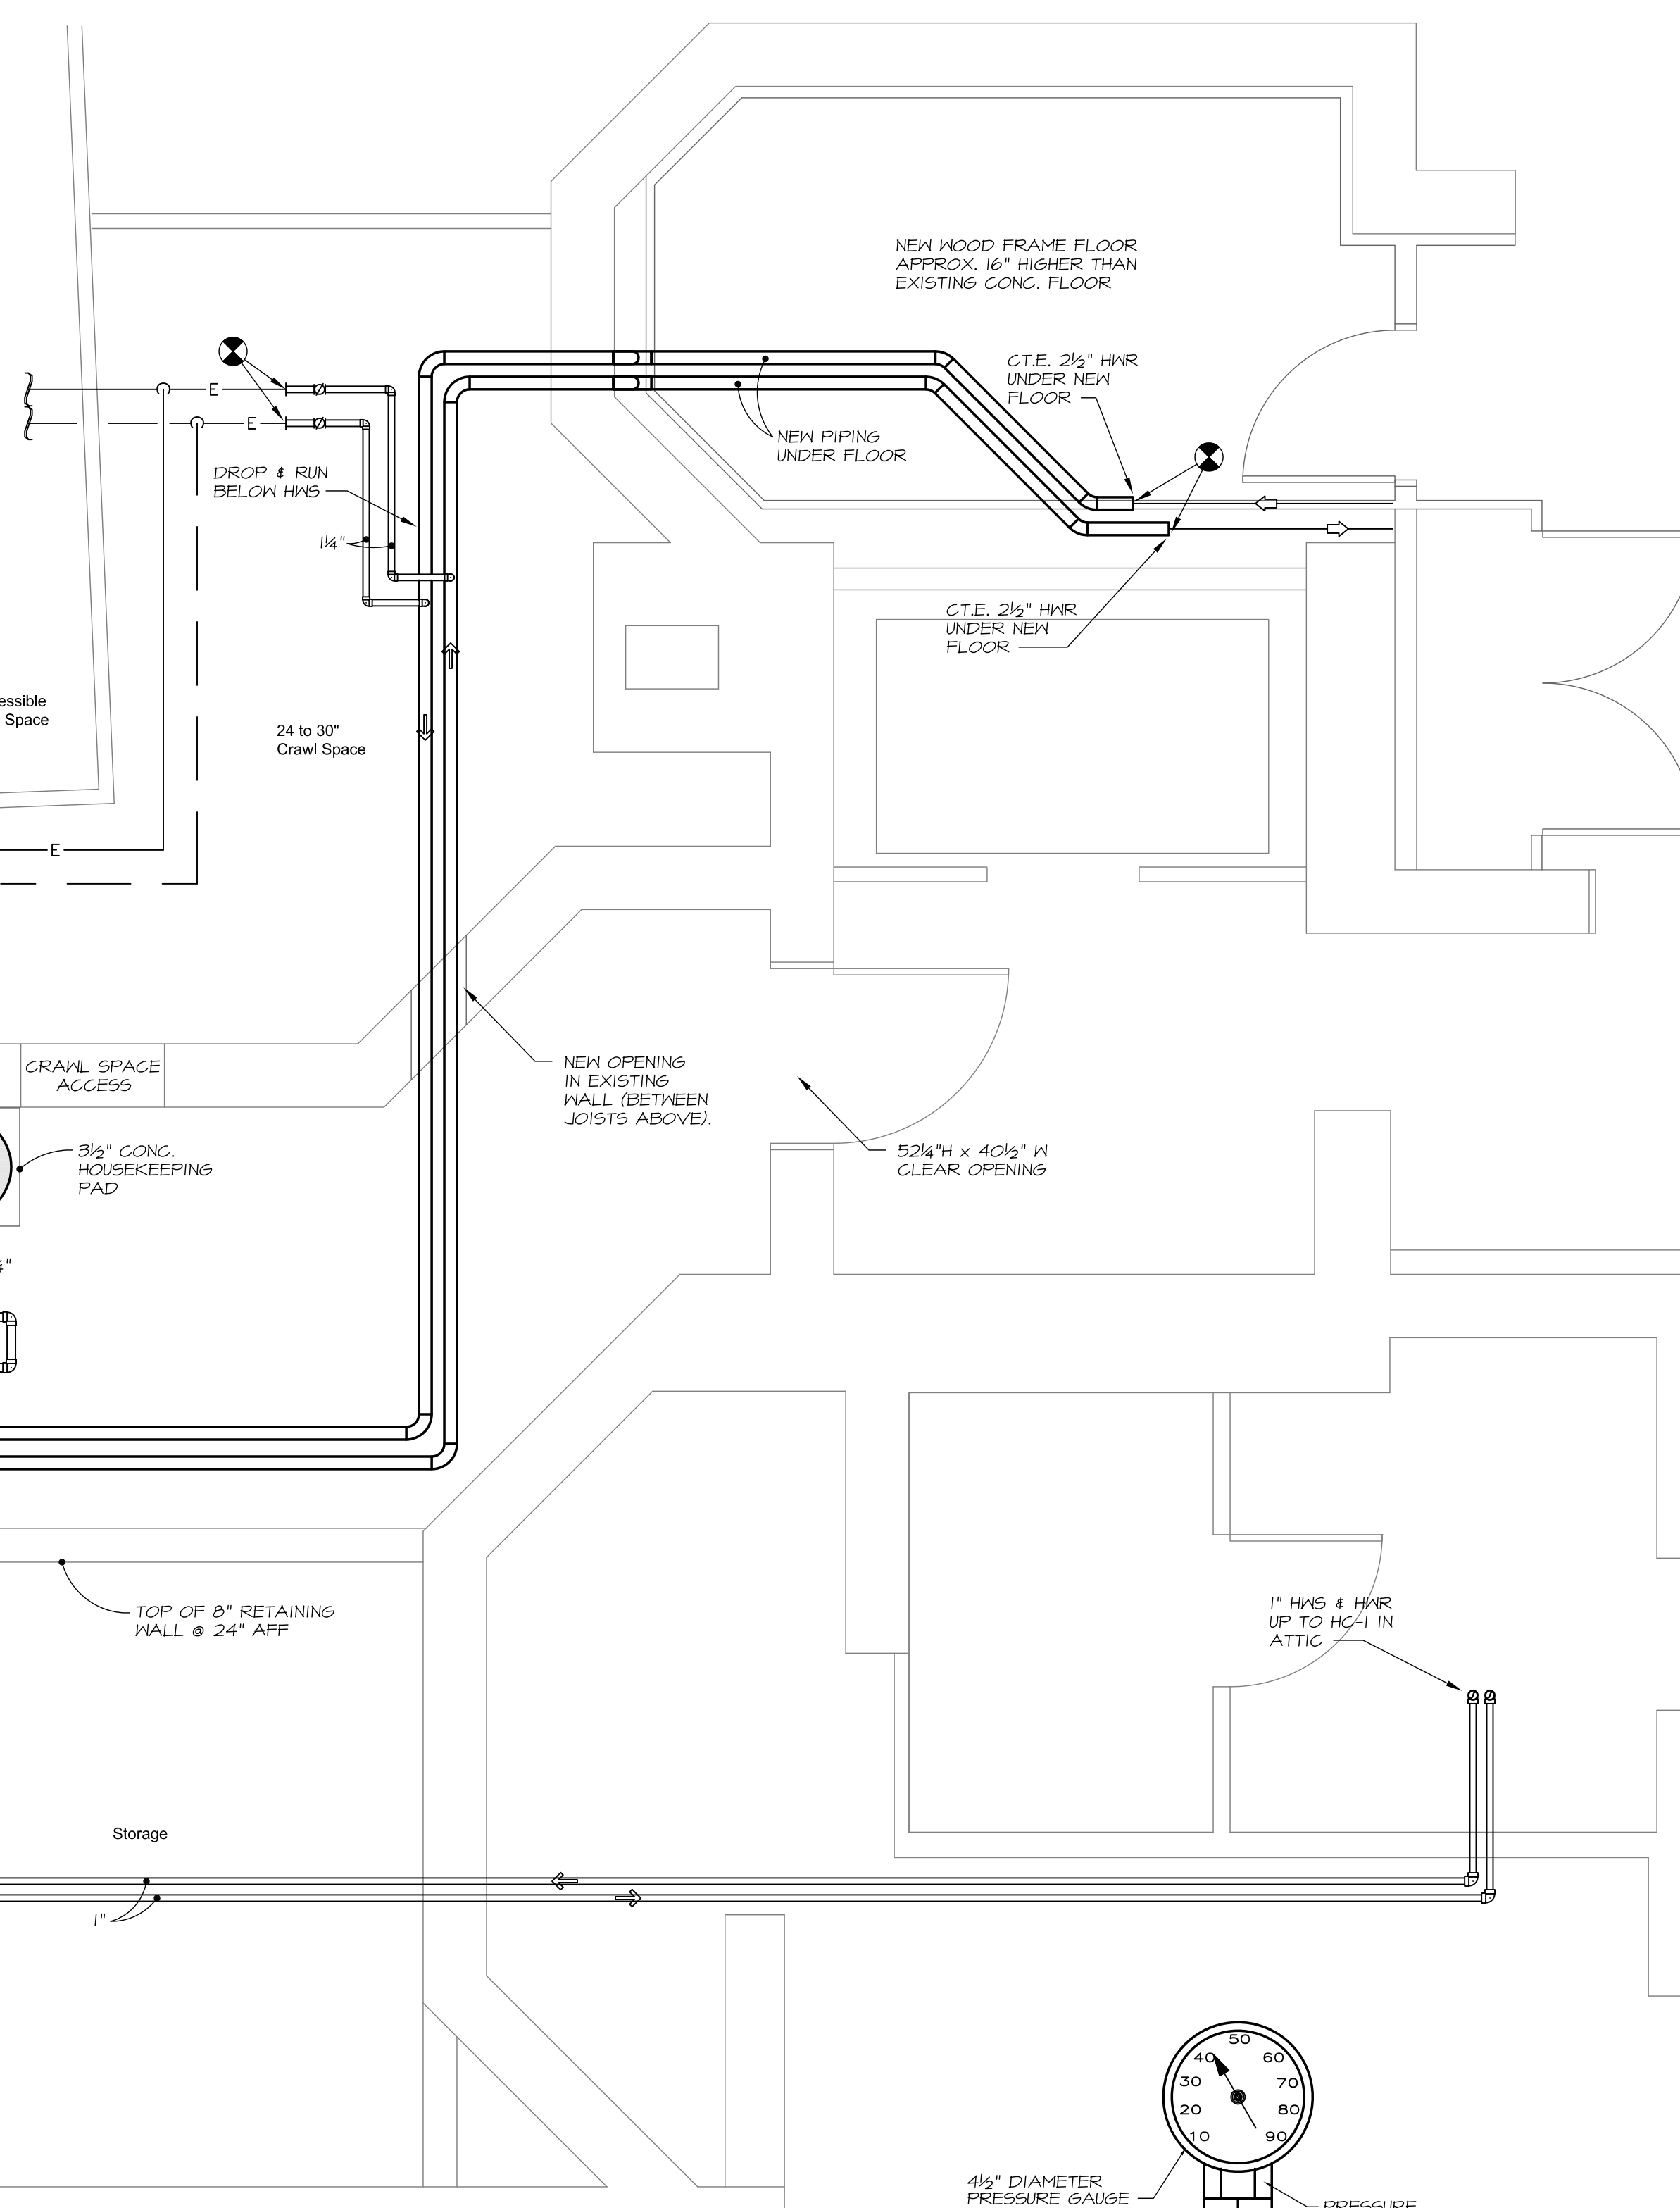 NEW WOOD FRAME FLOOR
APPROX. 16" HIGHER THAN
EXISTING CONC. FLOOR
C.T.E. 2½" HWR
UNDER NEW
FLOOR
E
E
NEW PIPING
UNDER FLOOR
DROP & RUN
BELOW HWS
1¼"
C.T.E. 2½" HWR
UNDER NEW
FLOOR
essible
Space
24 to 30"
Crawl Space
E
CRAWL SPACE
ACCESS
NEW OPENING
IN EXISTING
WALL (BETWEEN
JOISTS ABOVE).
3½" CONC.
HOUSEKEEPING
PAD
52¼"H x 40½" W
CLEAR OPENING
1" HWS & HWR
UP TO HC-1 IN
ATTIC
TOP OF 8" RETAINING
WALL @ 24" AFF
Storage
1"
50
40
60
30
70
20
80
10
90
4½" DIAMETER
PRESSURE GAUGE
PRESSURE